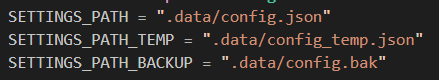 SETTINGS_PATH = ".data/config.json"
SETTINGS_PATH_TEMP = ".data/config_temp.json"
SETTINGS_PATH_BACKUP = ".data/config.bak"